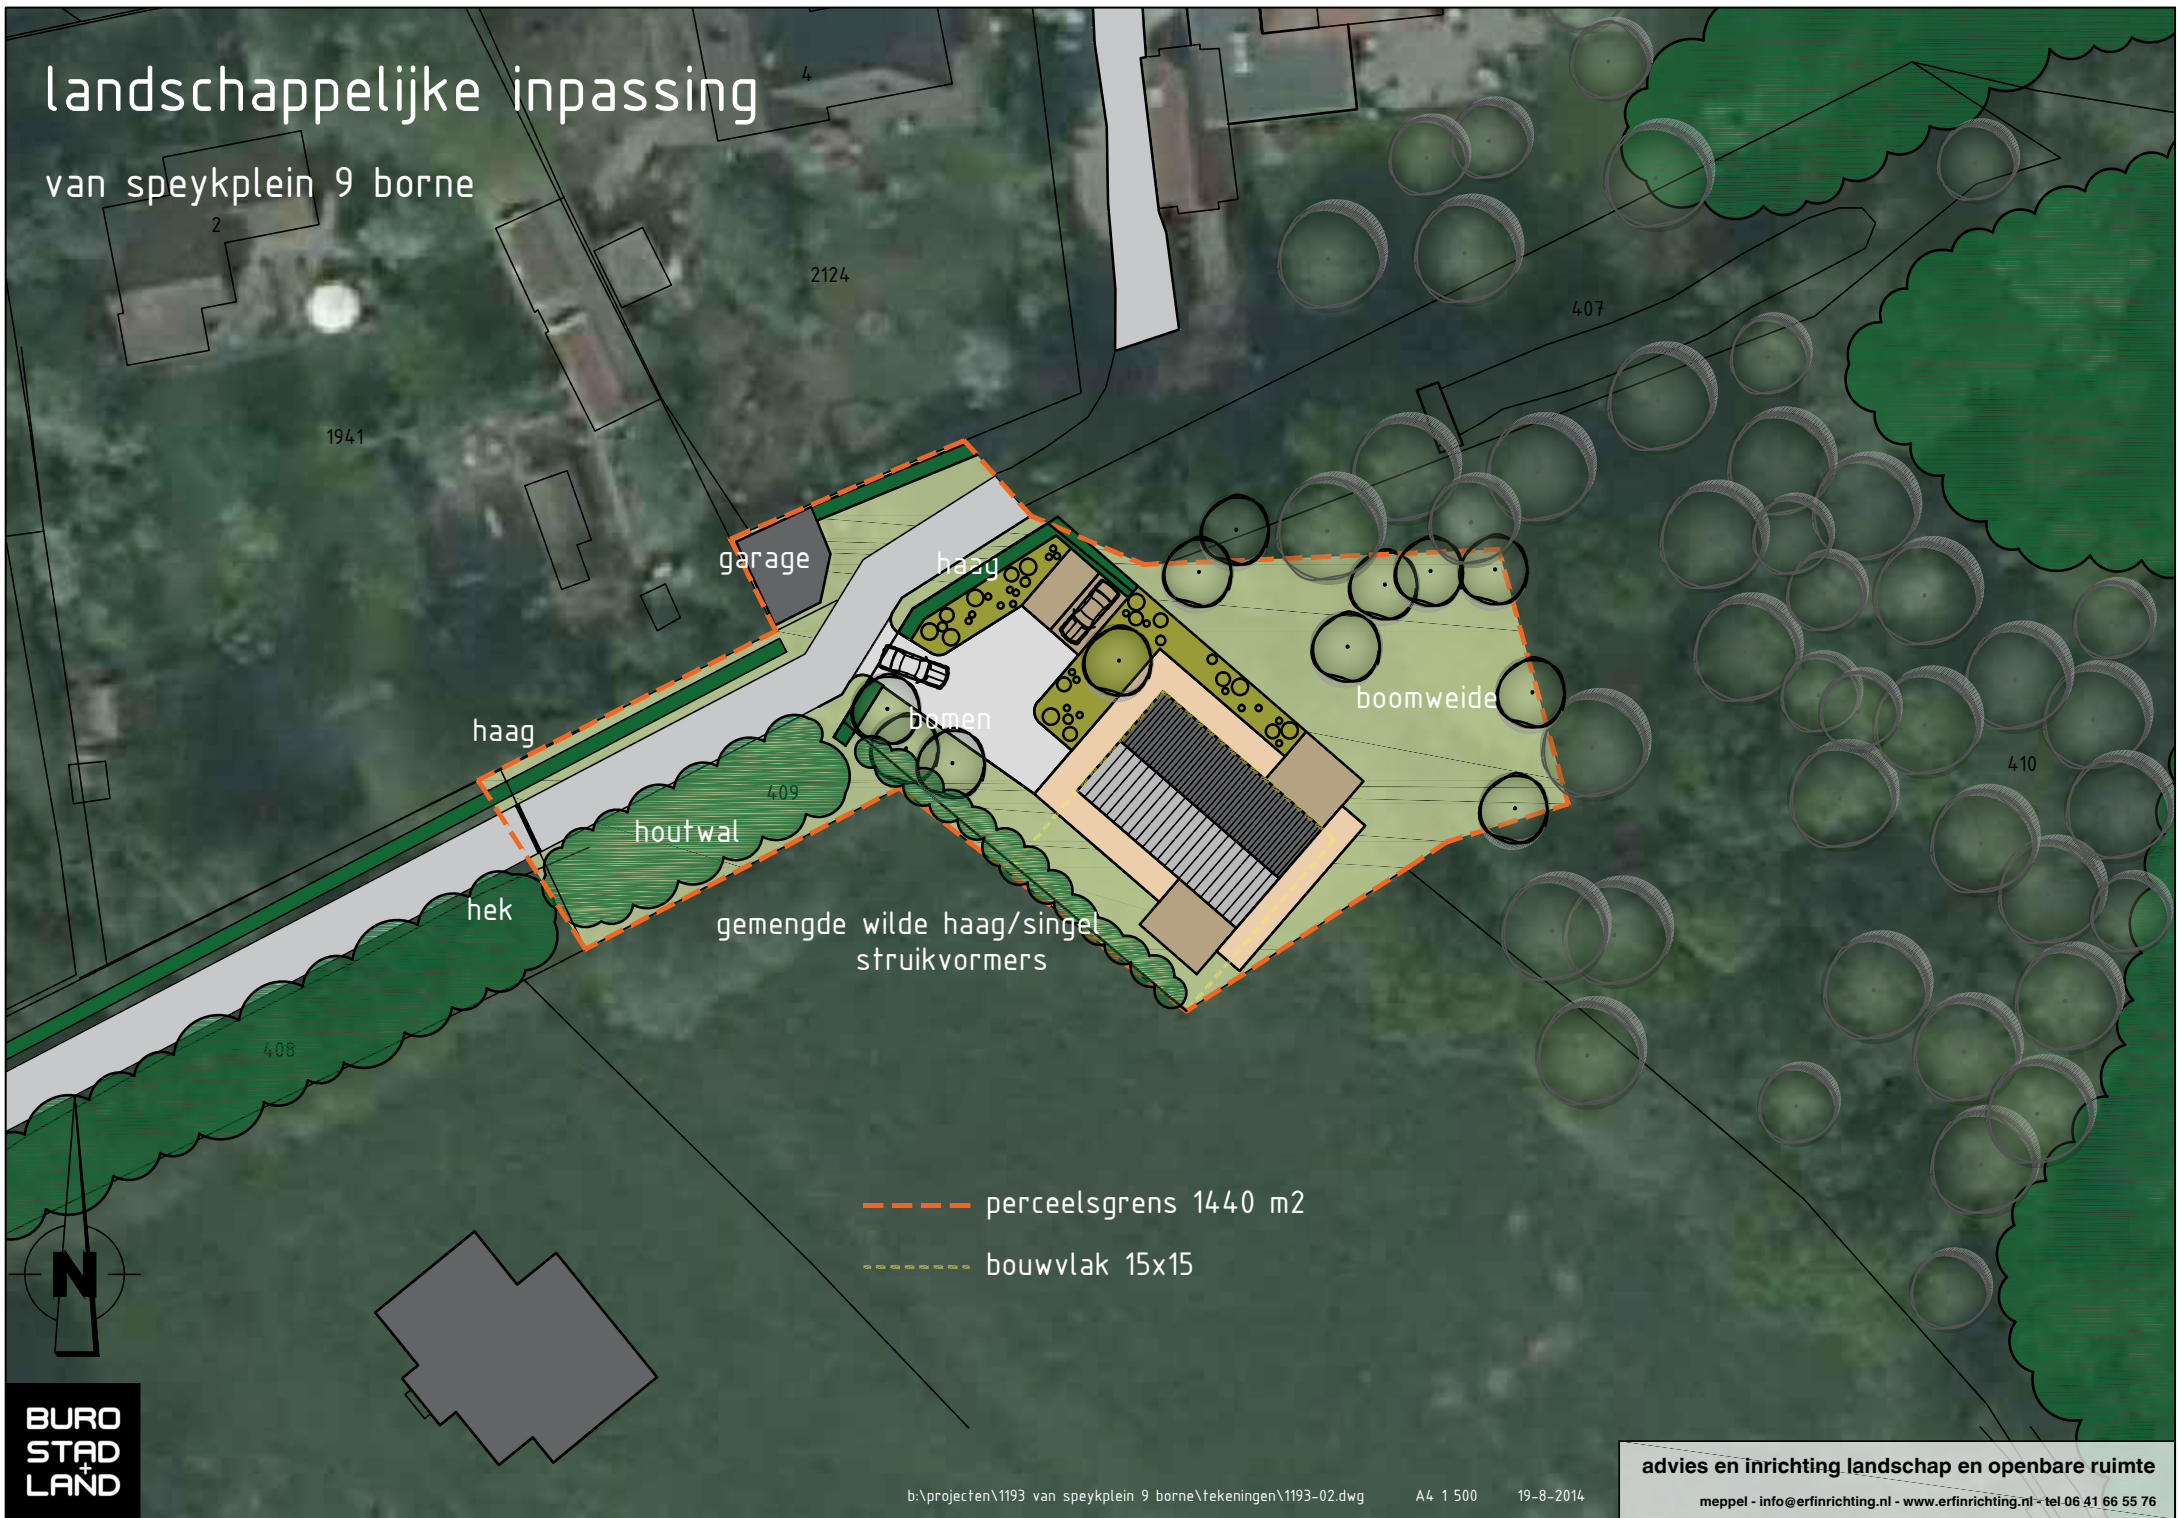 landschappelijke inpassing
van speykplein 9 borne
4
2
2124
407
1941
garage
haag
boomweide
haag
bomen
410
409
houtwal
hek
gemengde wilde haag/singel
struikvormers
408
perceelsgrens 1440 m2
bouwvlak 15x15
N
BURO
STAD
+
LAND
b:\projecten\1193 van speykplein 9 borne\tekeningen\1193-02.dwg A4 1 500 19-8-2014
advies en inrichting landschap en openbare ruimte
meppel - info@erfinrichting.nl - www.erfinrichting.nl - tel 06 41 66 55 76